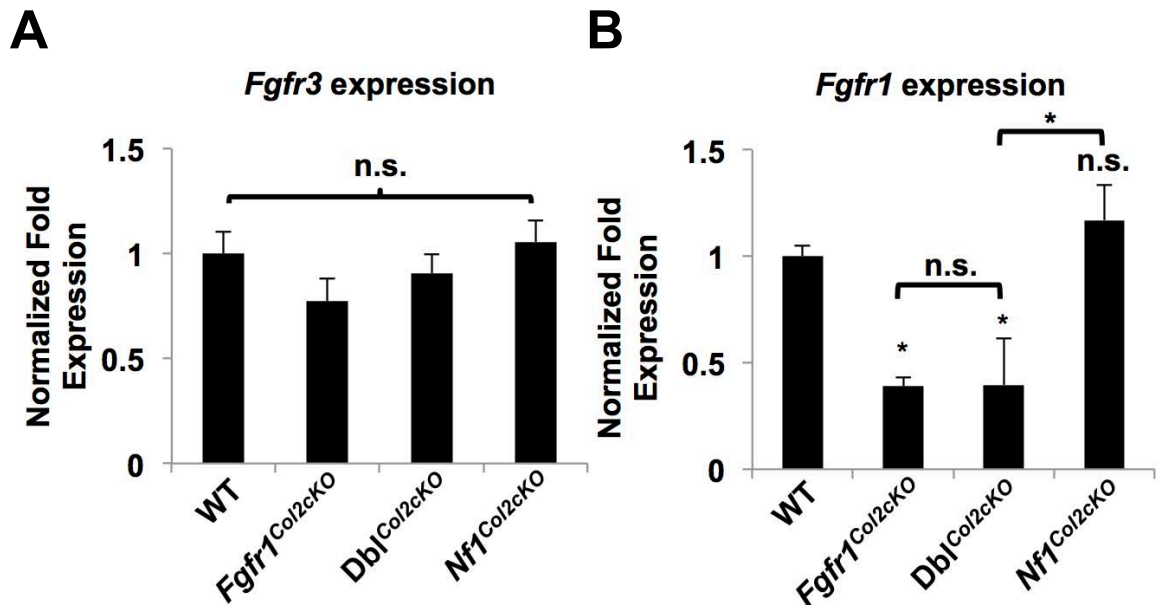 A
Fgfr3 expression
Normalized Fold
Expression
1.5
1
0.5
0
n.s.
WT
Fgfr1Col2cKO
DblCol2cKO
Nf1Col2cKO
B
Fgfr1 expression
Normalized Fold
Expression
1.5
1
0.5
0
*
n.s.
n.s.
*
*
WT
Fgfr1Col2cKO
DblCol2cKO
Nf1Col2cKO